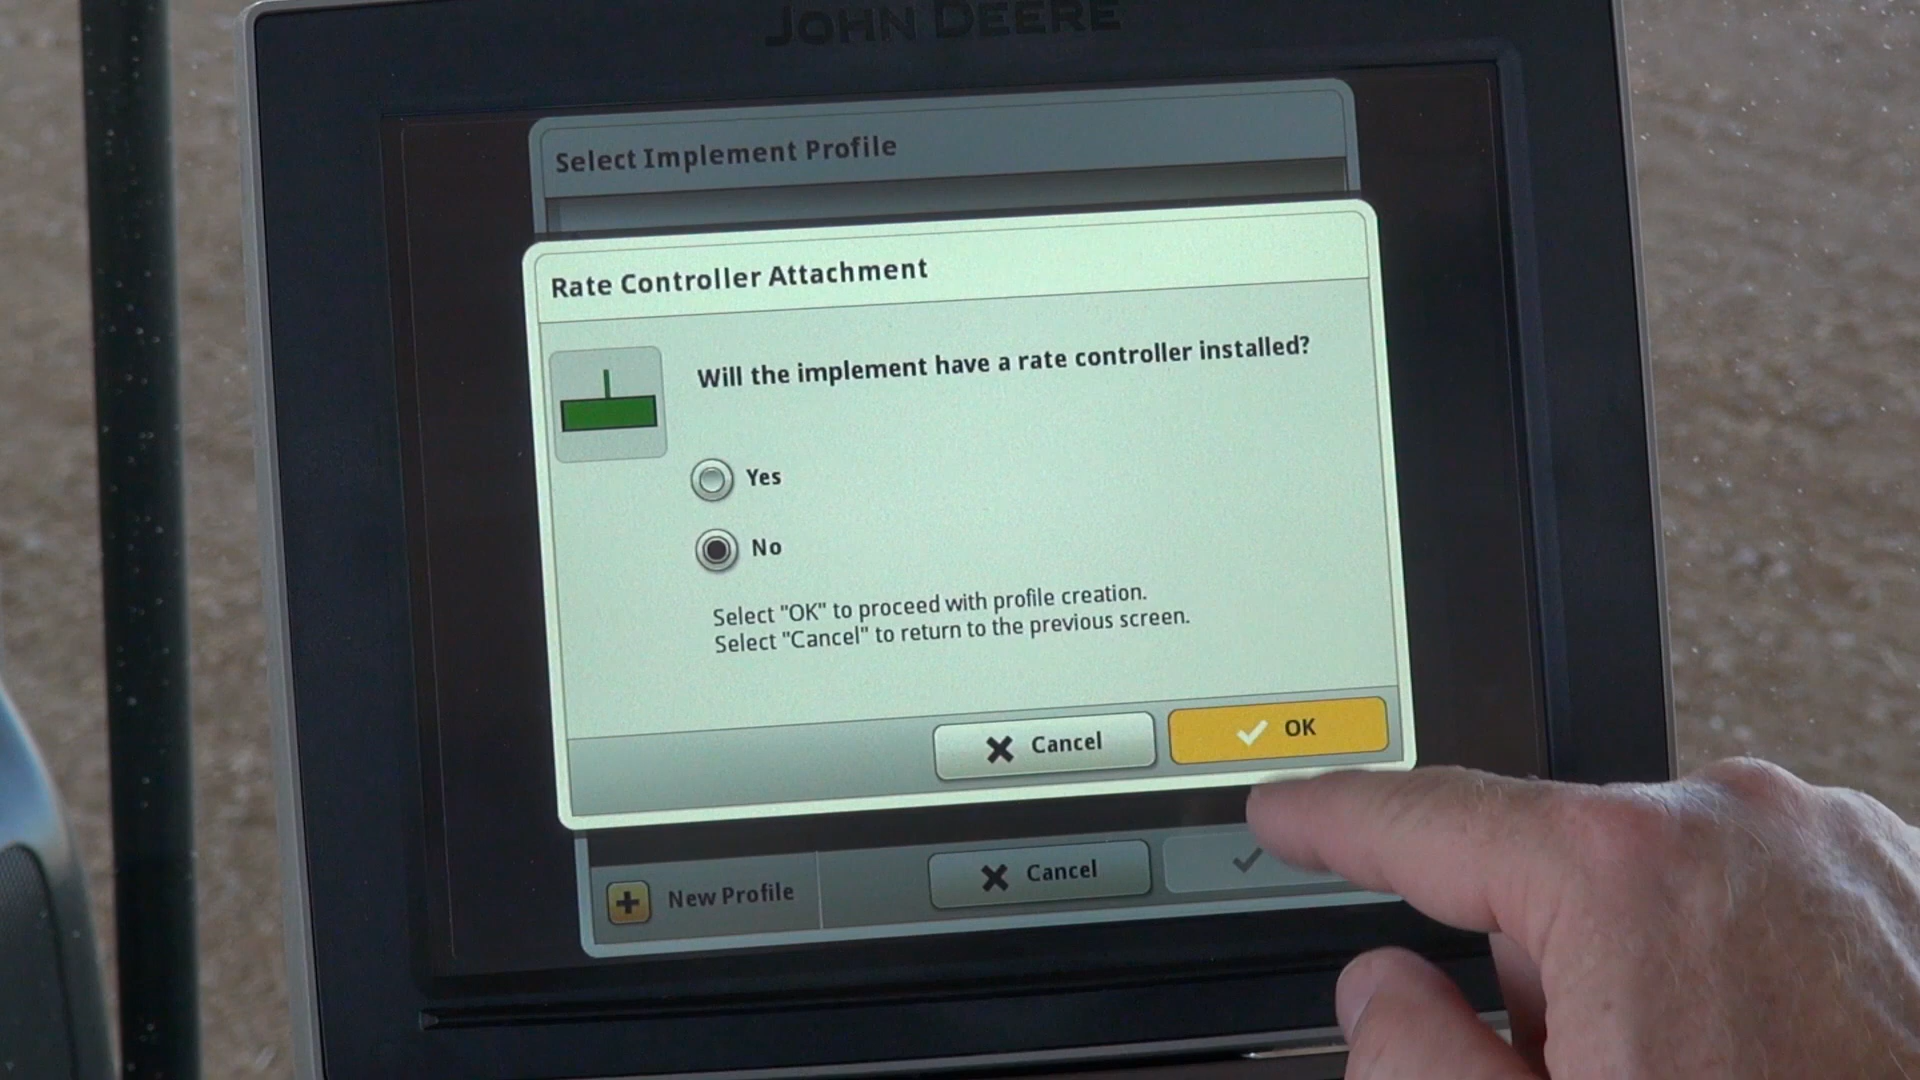 JOHN DEERE
Select Implement Profile
Rate Controller Attachment
Will the implement have a rate controller installed?
Yes
No
Select "OK" to proceed with profile creation.
Select "Cancel" to return to the previous screen.
Cancel
OK
New Profile
Cancel